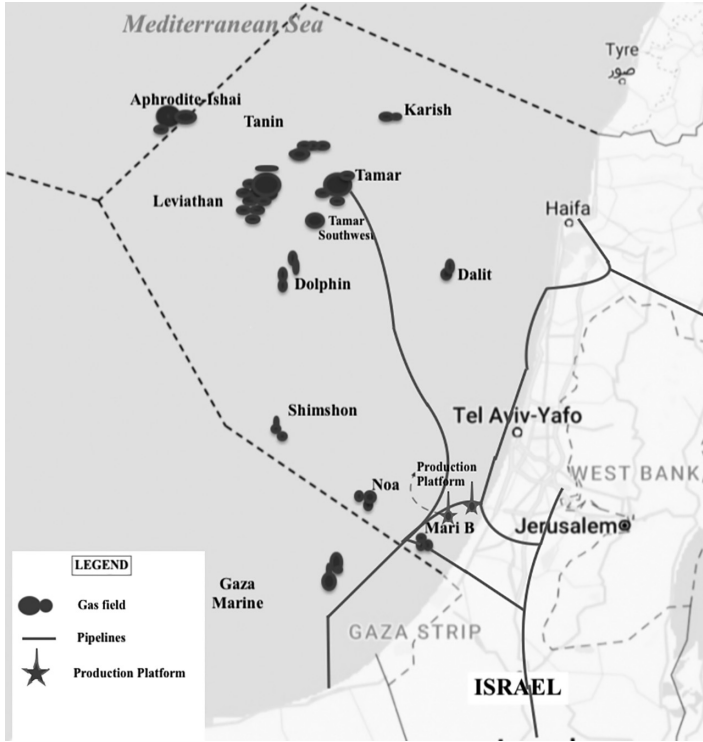 Mediterranean Sea
Tyre
صور
Aphrodite-Ishai
Karish
Tanin
Tamar
Leviathan
Haifa
Tamar
Southwest
Dolphin
Dalit
Shimshon
Tel Aviv-Yafo
Production
Platform
WEST BANK
Noa
Mari B
Jerusalem
LEGEND
Gas field
Gaza
Marine
Pipelines
GAZA STRIP
Production Platform
ISRAEL